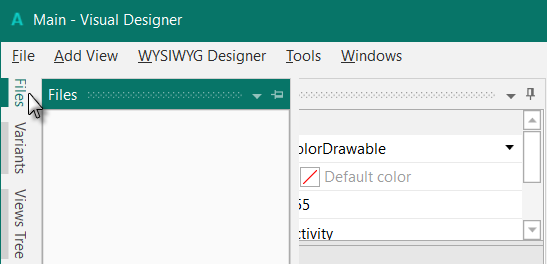 Main - Visual Designer
File Add View WYSIWYG Designer Tools Windows
Files
Variants
Views Tree
Files
olorDrawable
Default color
55
ctivity